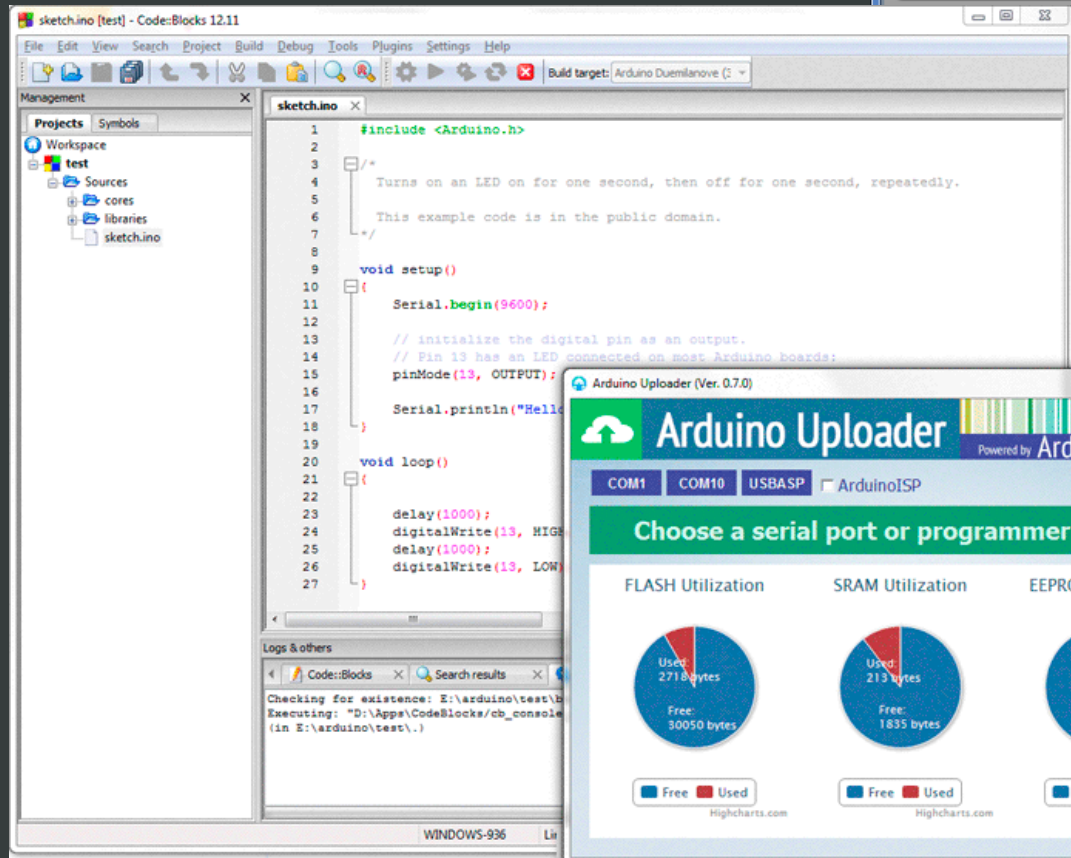 sketch.ino [test] - Code::Blocks 12.11
File Edit View Search Project Build Debug Tools Plugins Settings Help
Build target: Arduino Duemilanove (
Management
Projects Symbols
Workspace
test
Sources
cores
libraries
sketch.ino
sketch.ino
1 #include <Arduino.h>
2
3 /*
4 Turns on an LED on for one second, then off for one second, repeatedly.
5
6 This example code is in the public domain.
7 */
8
9 void setup()
10 {
11 Serial.begin(9600);
12
13 // initialize the digital pin as an output.
14 // Pin 13 has an LED connected on most Arduino boards:
15 pinMode(13, OUTPUT);
16
17 Serial.println("Hello
18 }
19
20 void loop()
21 {
22
23 delay(1000);
24 digitalWrite(13, HIGH
25 delay(1000);
26 digitalWrite(13, LOW)
27 }
Logs & others
Code::Blocks Search results
Checking for existence: E:\arduino\test\b
Executing: "D:\Apps\CodeBlocks/cb_console
(in E:\arduino\test\.)
WINDOWS-936
Arduino Uploader (Ver. 0.7.0)
Arduino Uploader
Powered by Ard
COM1 COM10 USBASP ArduinoISP
Choose a serial port or programmer
FLASH Utilization SRAM Utilization EEPRO
Used:
2718 bytes
Free:
30050 bytes
Used:
213 bytes
Free:
1835 bytes
Free Used
Highcharts.com
Free Used
Highcharts.com